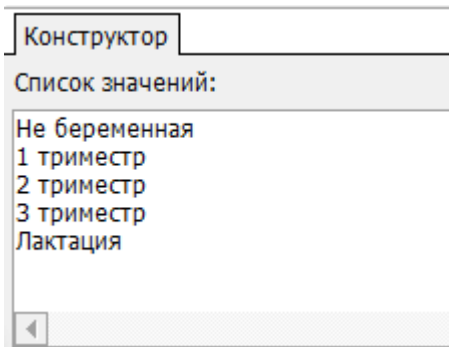 Конструктор
Список значений:
Не беременная
1 триместр
2 триместр
3 триместр
Лактация